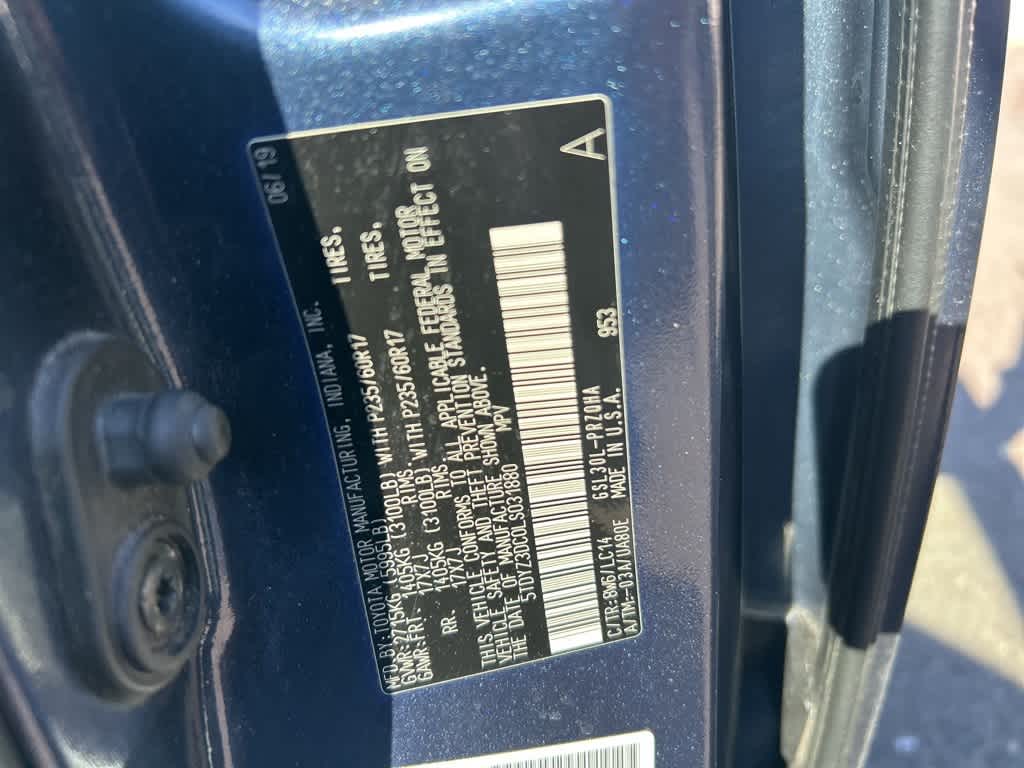 MFD.BY:TOYOTA MOTOR MANUFACTURING, INDIANA, INC. 06/19
GVWR:2715KG (5995LB)
GAWR:FRT. 1405KG (3100LB) WITH P235/60R17 TIRES.
17X7J RIMS.
RR. 1405KG (3100LB) WITH P235/60R17 TIRES.
17X7J RIMS.
THIS VEHICLE CONFORMS TO ALL APPLICABLE FEDERAL MOTOR
VEHICLE SAFETY AND THEFT PREVENTION STANDARDS IN EFFECT ON
THE DATE OF MANUFACTURE SHOWN ABOVE.
5TDYZ3DC0LS031880 MPV
C/TR:8W6/LC14 GSL30L-PRZQHA
A/TM:-03A/UA80E MADE IN U.S.A. 953
A